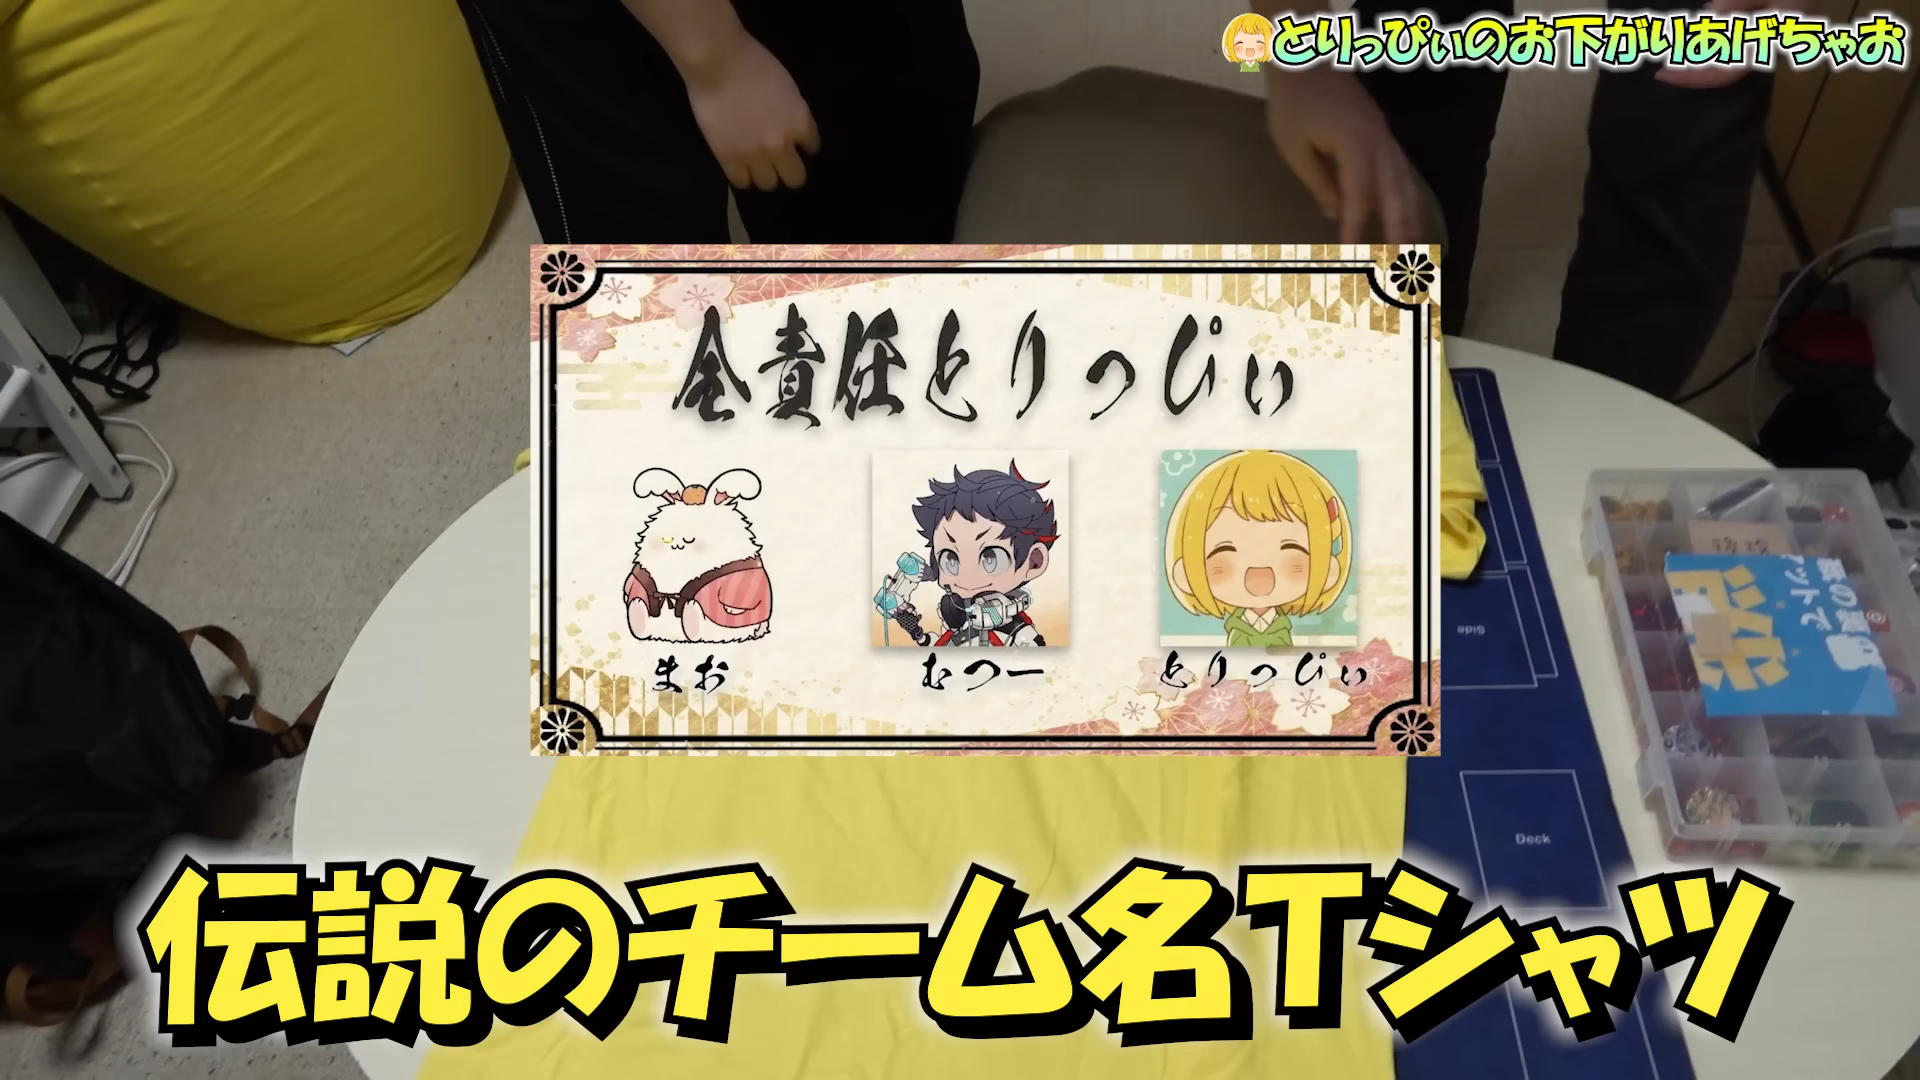 とりっぴぃのお下がりあげちゃお
全責任とりっぴぃ
まお
むつー
とりっぴぃ
Side
Deck
伝説のチーム名Tシャツ